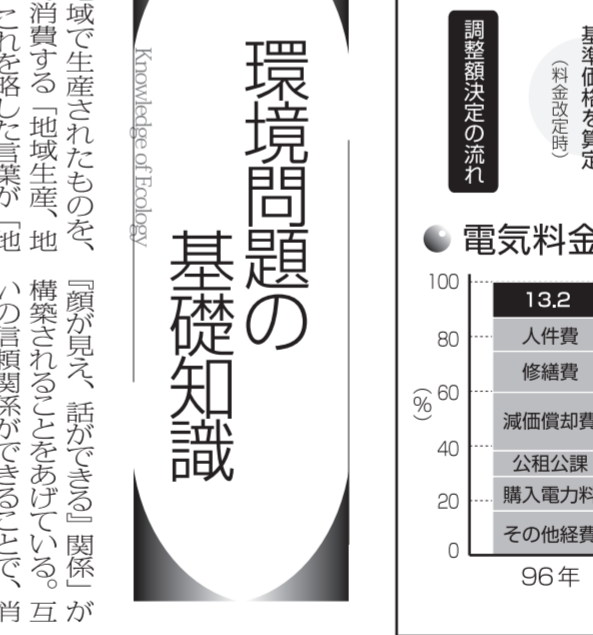 調整額決定の流れ
基準価格を算定
（料金改定時）
電気料金
100
80
60
40
20
0
(%)
13.2
人件費
修繕費
減価償却費
公租公課
購入電力料
その他経費
96年
環境問題の
基礎知識
Knowledge of Ecology
域で生産されたものを、
消費する「地域生産、地
これを略した言葉が「地
『顔が見え、話ができる』関係」が
構築されることをあげている。互
いの信頼関係ができることで、消